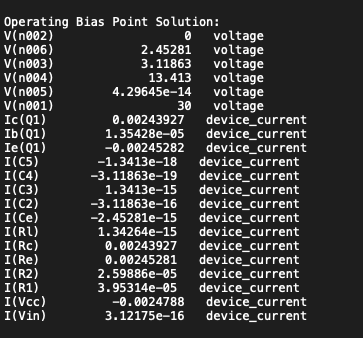 Operating Bias Point Solution:
V(n002) 0 voltage
V(n006) 2.45281 voltage
V(n003) 3.11863 voltage
V(n004) 13.413 voltage
V(n005) 4.29645e-14 voltage
V(n001) 30 voltage
Ic(Q1) 0.00243927 device_current
Ib(Q1) 1.35428e-05 device_current
Ie(Q1) -0.00245282 device_current
I(C5) -1.3413e-18 device_current
I(C4) -3.11863e-19 device_current
I(C3) 1.3413e-15 device_current
I(C2) -3.11863e-16 device_current
I(Ce) -2.45281e-15 device_current
I(Rl) 1.34264e-15 device_current
I(Rc) 0.00243927 device_current
I(Re) 0.00245281 device_current
I(R2) 2.59886e-05 device_current
I(R1) 3.95314e-05 device_current
I(Vcc) -0.0024788 device_current
I(Vin) 3.12175e-16 device_current